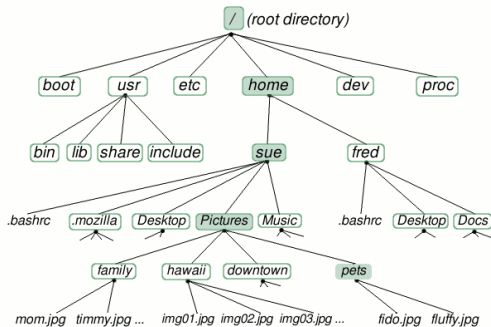 / (root directory)
boot usr etc home dev proc
bin lib share include sue fred
.bashrc .mozilla Desktop Pictures Music .bashrc Desktop Docs
family hawaii downtown pets
mom.jpg timmy.jpg ... img01.jpg img02.jpg img03.jpg ... fido.jpg fluffy.jpg